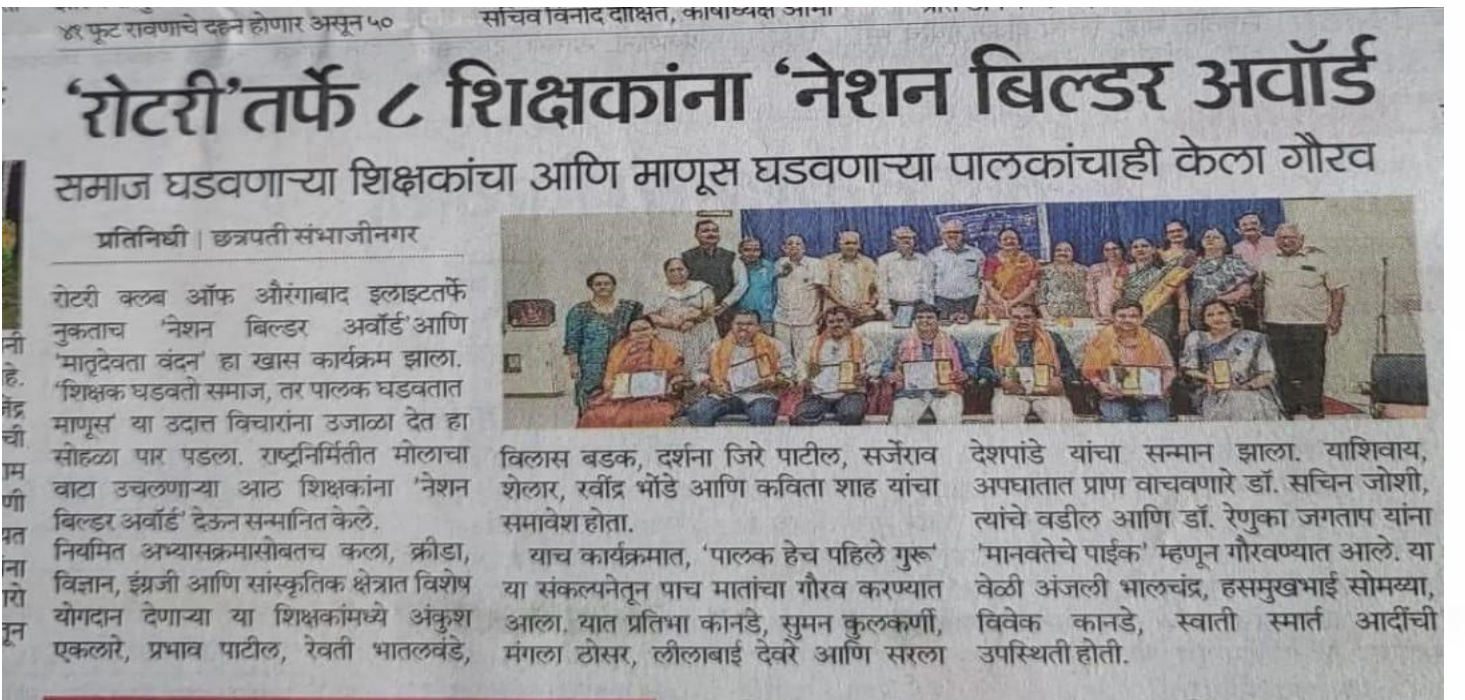 ४१ फूट रावणाचे दहन होणार असून ५०
सचिव विनोद दीक्षित, कोषाध्यक्ष
'रोटरी'तर्फे ८ शिक्षकांना 'नेशन बिल्डर अवॉर्ड
समाज घडवणाऱ्या शिक्षकांचा आणि माणूस घडवणाऱ्या पालकांचाही केला गौरव
प्रतिनिधी | छत्रपती संभाजीनगर
रोटरी क्लब ऑफ औरंगाबाद इलाइटतर्फे
नुकताच 'नेशन बिल्डर अवॉर्ड'आणि
'मातृदेवता वंदन' हा खास कार्यक्रम झाला.
'शिक्षक घडवतो समाज, तर पालक घडवतात
माणूस' या उदात्त विचारांना उजाळा देत हा
सोहळा पार पडला. राष्ट्रनिर्मितीत मोलाचा
वाटा उचलणाऱ्या आठ शिक्षकांना 'नेशन
बिल्डर अवॉर्ड' देऊन सन्मानित केले.
नियमित अभ्यासक्रमासोबतच कला, क्रीडा,
विज्ञान, इंग्रजी आणि सांस्कृतिक क्षेत्रात विशेष
योगदान देणाऱ्या या शिक्षकांमध्ये अंकुश
एकलारे, प्रभाव पाटील, रेवती भातलवंडे,
विलास बडक, दर्शना जिरे पाटील, सर्जेराव
शेलार, रवींद्र भोंडे आणि कविता शाह यांचा
समावेश होता.
याच कार्यक्रमात, 'पालक हेच पहिले गुरू'
या संकल्पनेतून पाच मातांचा गौरव करण्यात
आला. यात प्रतिभा कानडे, सुमन कुलकर्णी,
मंगला ठोसर, लीलाबाई देवरे आणि सरला
देशपांडे यांचा सन्मान झाला. याशिवाय,
अपघातात प्राण वाचवणारे डॉ. सचिन जोशी,
त्यांचे वडील आणि डॉ. रेणुका जगताप यांना
'मानवतेचे पाईक' म्हणून गौरवण्यात आले. या
वेळी अंजली भालचंद्र, हसमुखभाई सोमय्या,
विवेक कानडे, स्वाती स्मार्त आदींची
उपस्थिती होती.